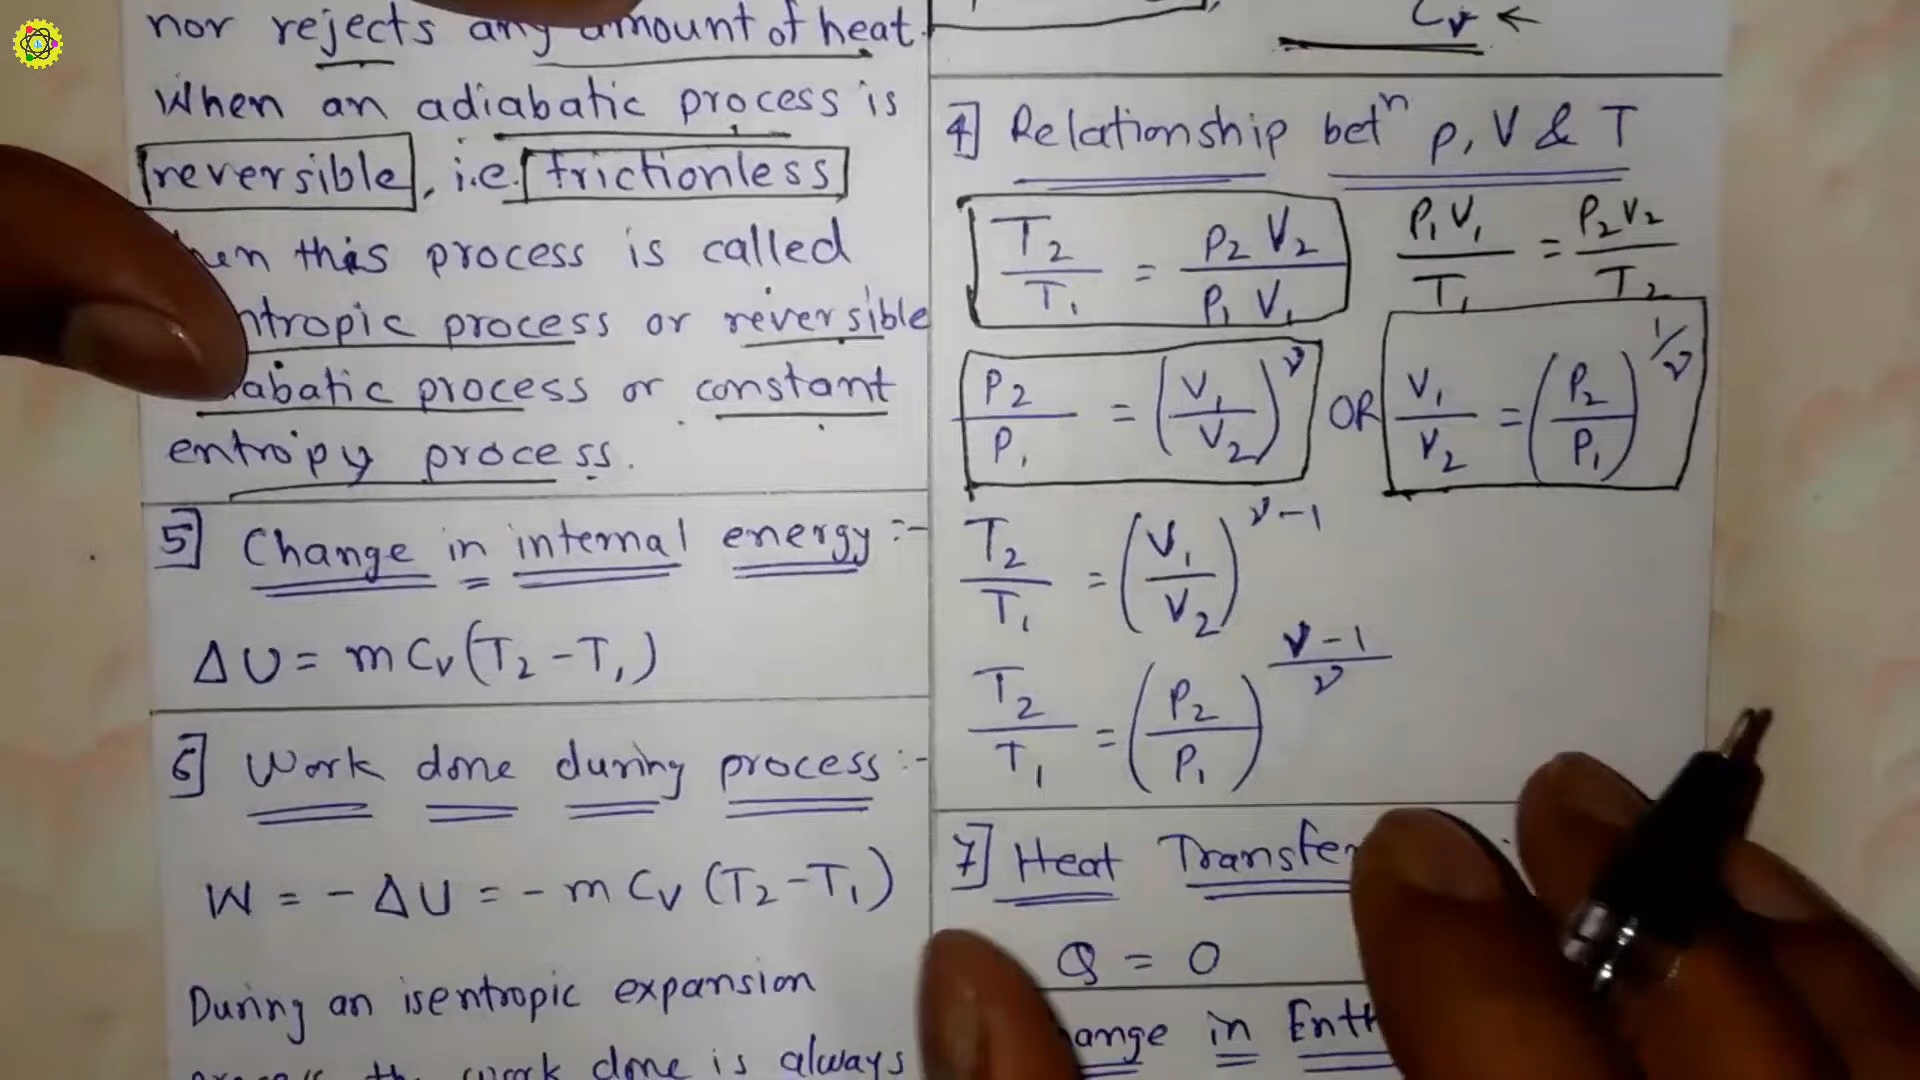 nor rejects any amount of heat.
When an adiabatic process is
reversible, i.e. frictionless
this process is called
process or reversible
process or constant
entropy process.
5] Change in internal energy :-
ΔU = mCv(T2-T1)
6] Work done during process :-
W = -ΔU = -mCv(T2-T1)
During an isentropic expansion
the work done is always
Cv ←
4] Relationship betⁿ P, V & T
T2/T1 = P2V2/P1V1
P1V1/T1 = P2V2/T2
P2/P1 = (V1/V2)^γ OR V1/V2 = (P2/P1)^1/γ
T2/T1 = (V1/V2)^γ-1
T2/T1 = (P2/P1)^γ-1/γ
7] Heat
Q = 0
in